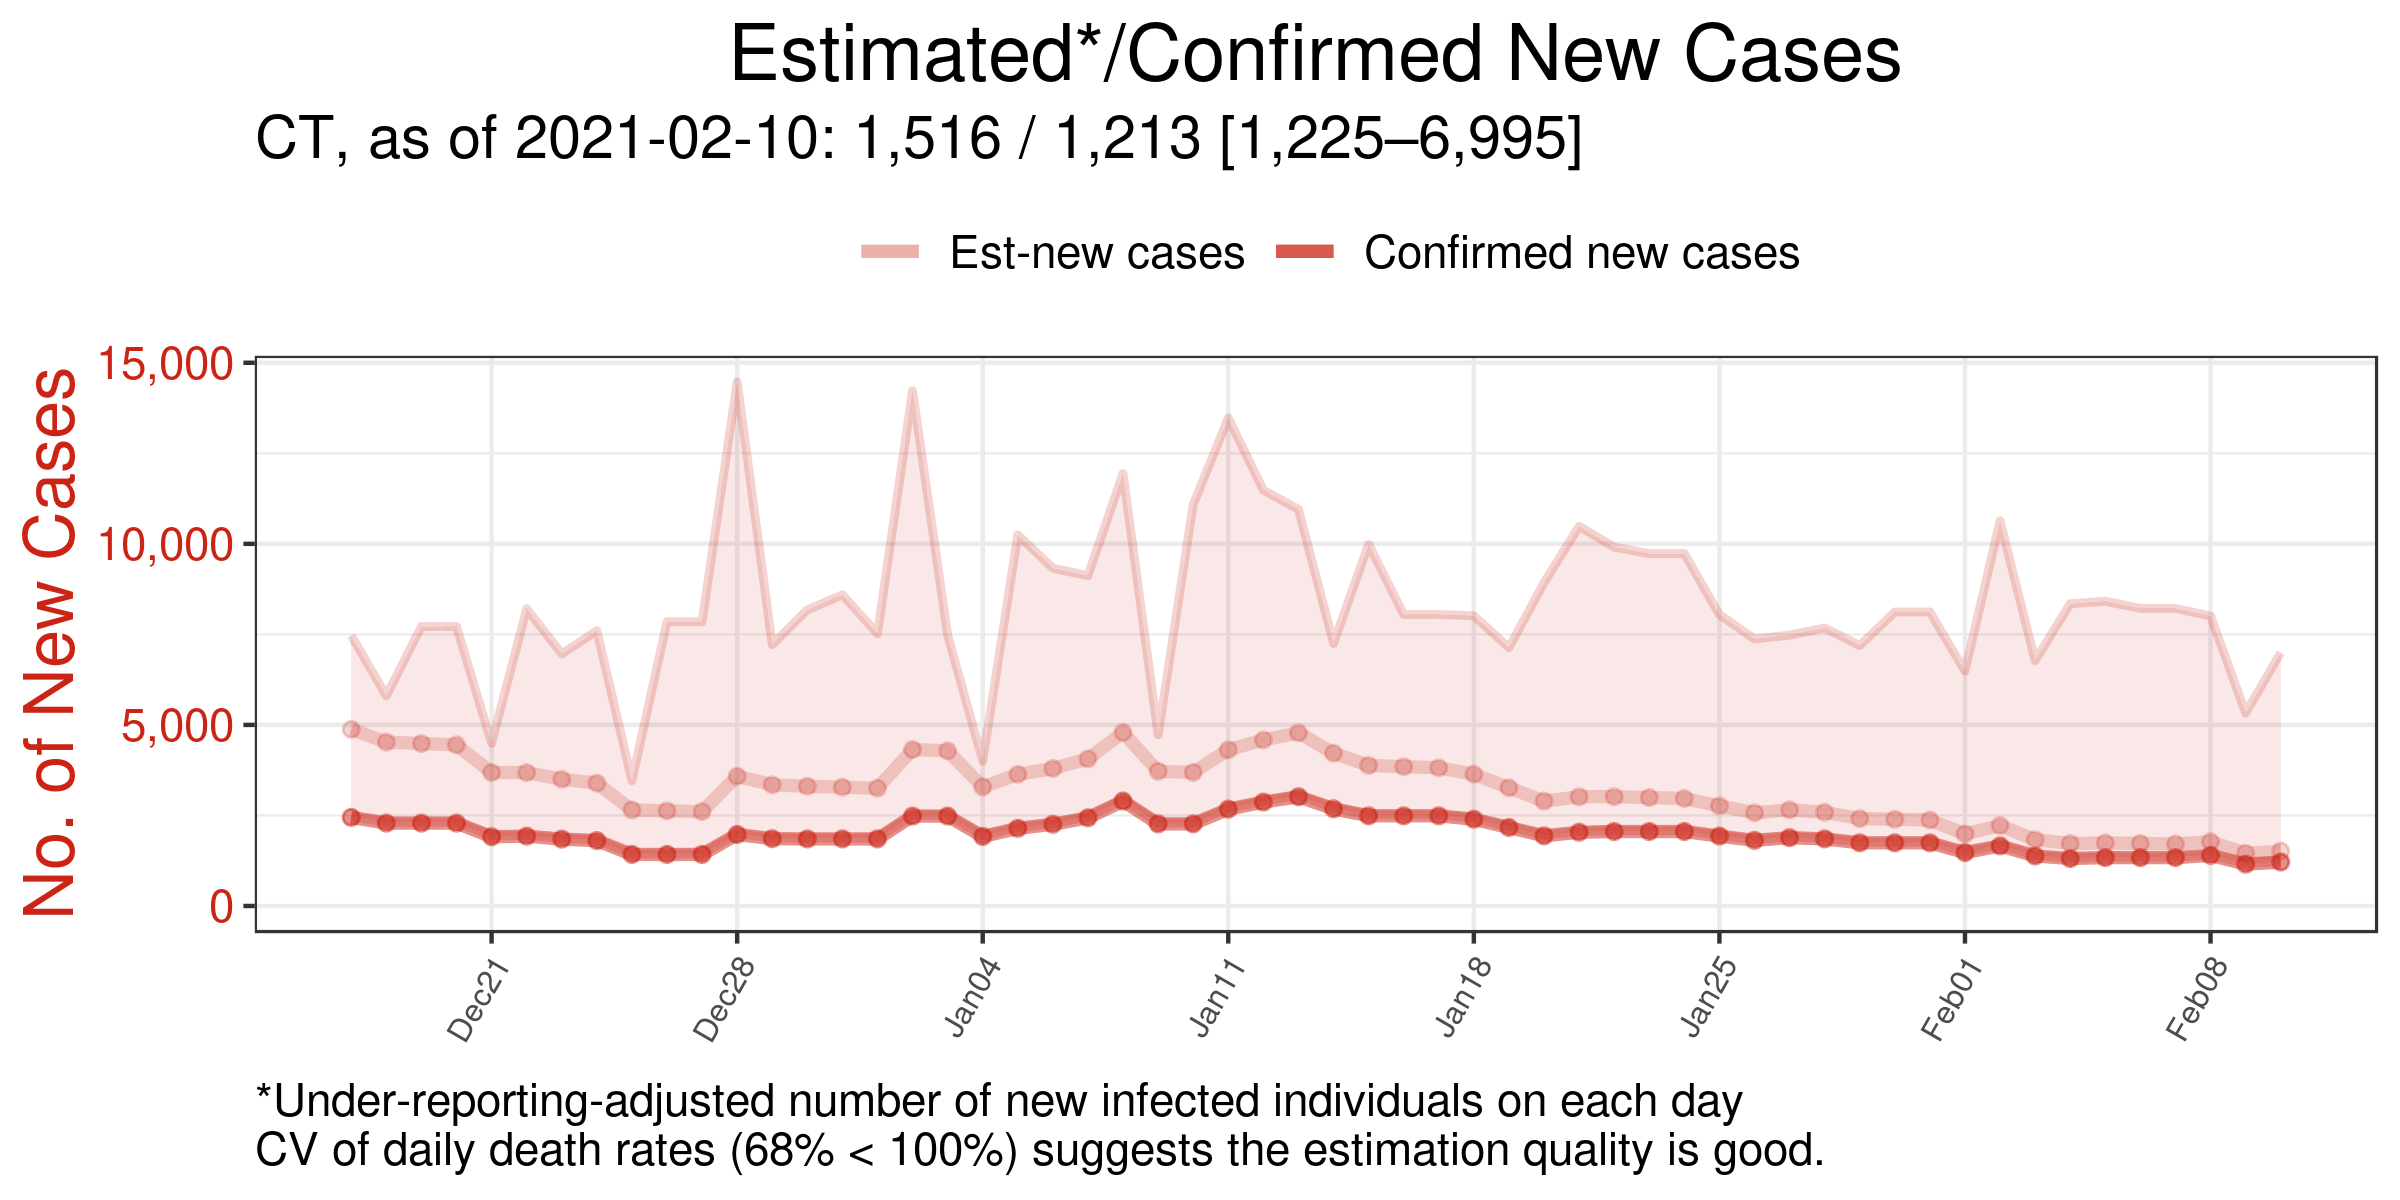 Estimated*/Confirmed New Cases
CT, as of 2021-02-10: 1,516 / 1,213 [1,225–6,995]
Est-new cases
Confirmed new cases
No. of New Cases
15,000
10,000
5,000
0
Dec21
Dec28
Jan04
Jan11
Jan18
Jan25
Feb01
Feb08
*Under-reporting-adjusted number of new infected individuals on each day
CV of daily death rates (68% < 100%) suggests the estimation quality is good.